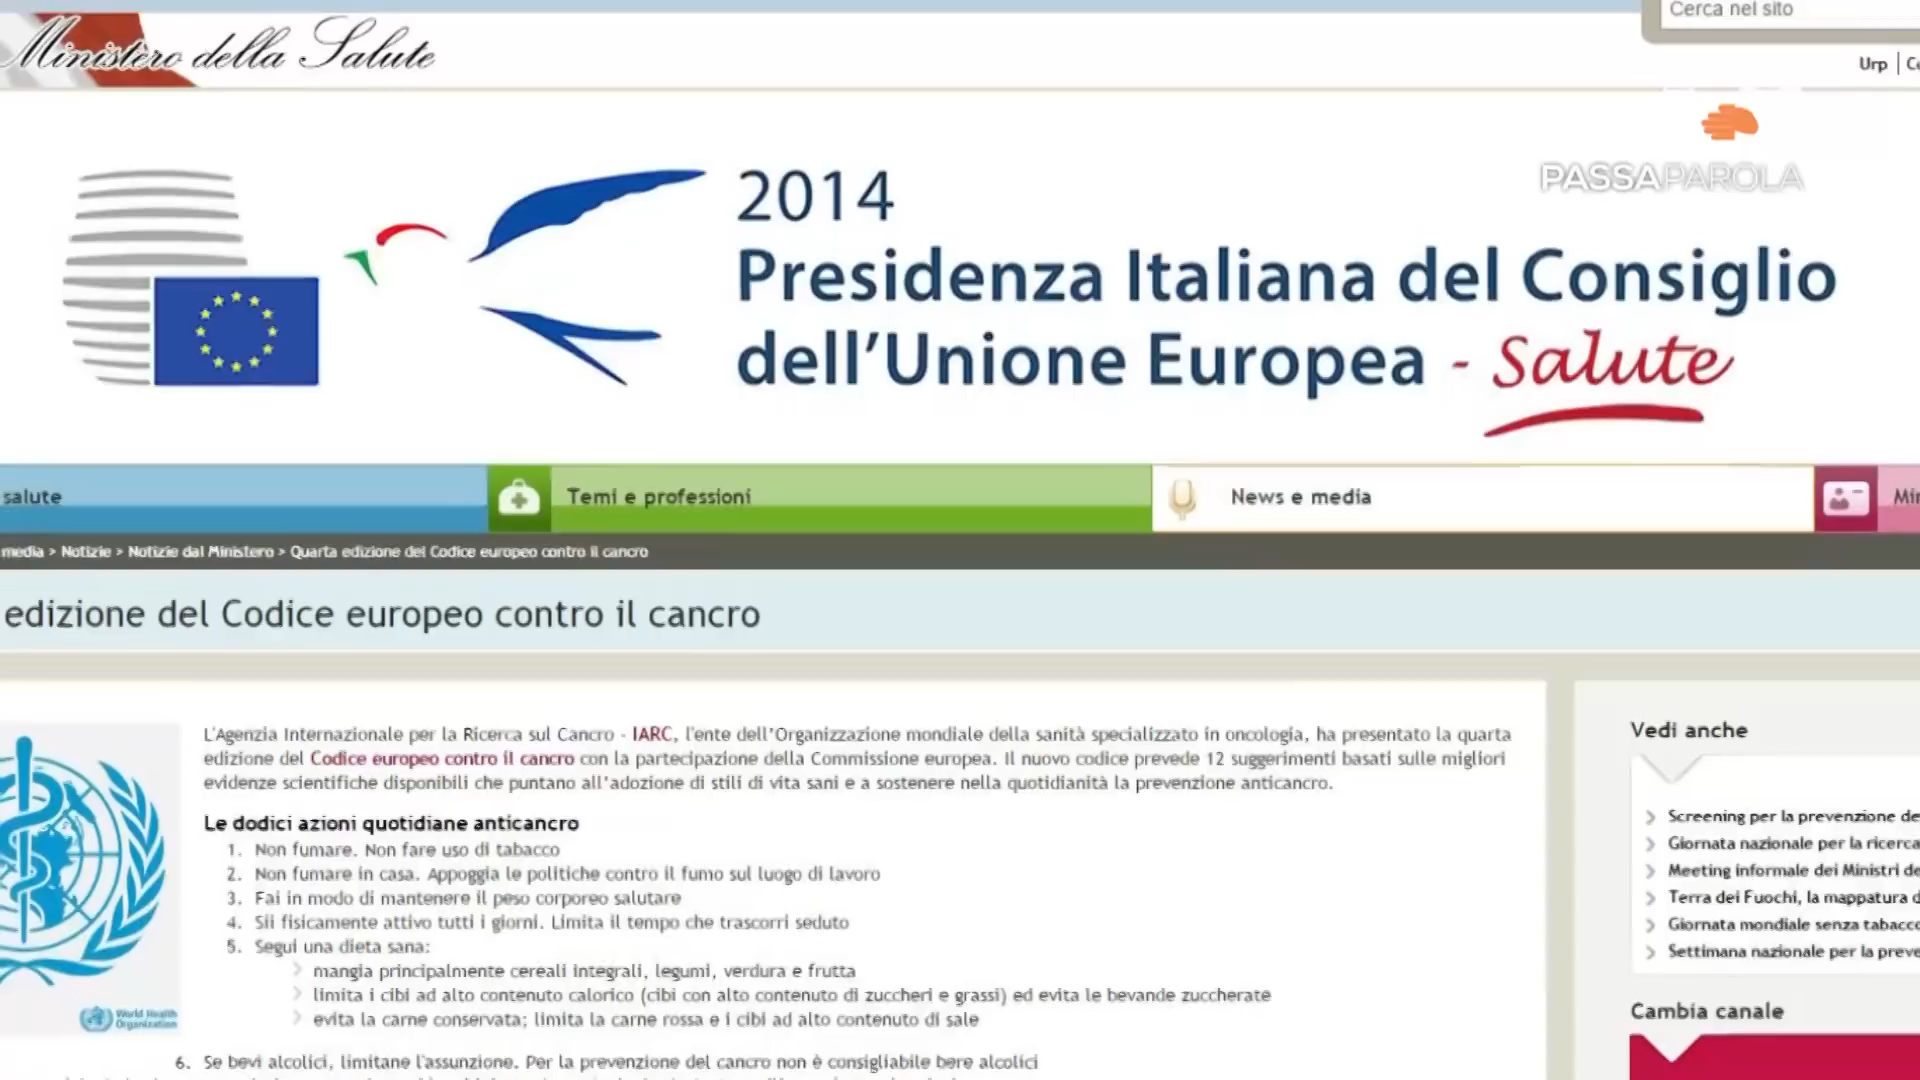 Cerca nel sito
Ministero della Salute
Urp
PASSAPAROLA
2014
Presidenza Italiana del Consiglio
dell'Unione Europea - Salute
salute
Temi e professioni
News e media
media > Notizie > Notizie dal Ministero > Quarta edizione del Codice europeo contro il cancro
edizione del Codice europeo contro il cancro
L'Agenzia Internazionale per la Ricerca sul Cancro - IARC, l'ente dell'Organizzazione mondiale della sanità specializzato in oncologia, ha presentato la quarta
edizione del Codice europeo contro il cancro con la partecipazione della Commissione europea. Il nuovo codice prevede 12 suggerimenti basati sulle migliori
evidenze scientifiche disponibili che puntano all'adozione di stili di vita sani e a sostenere nella quotidianità la prevenzione anticancro.
Le dodici azioni quotidiane anticancro
1. Non fumare. Non fare uso di tabacco
2. Non fumare in casa. Appoggia le politiche contro il fumo sul luogo di lavoro
3. Fai in modo di mantenere il peso corporeo salutare
4. Sii fisicamente attivo tutti i giorni. Limita il tempo che trascorri seduto
5. Segui una dieta sana:
mangia principalmente cereali integrali, legumi, verdura e frutta
limita i cibi ad alto contenuto calorico (cibi con alto contenuto di zuccheri e grassi) ed evita le bevande zuccherate
evita la carne conservata; limita la carne rossa e i cibi ad alto contenuto di sale
6. Se bevi alcolici, limitane l'assunzione. Per la prevenzione del cancro non è consigliabile bere alcolici
World Health
Organization
Vedi anche
Screening per la prevenzione de
Giornata nazionale per la ricerca
Meeting informale dei Ministri de
Terra dei Fuochi, la mappatura d
Giornata mondiale senza tabacco
Settimana nazionale per la preve
Cambia canale